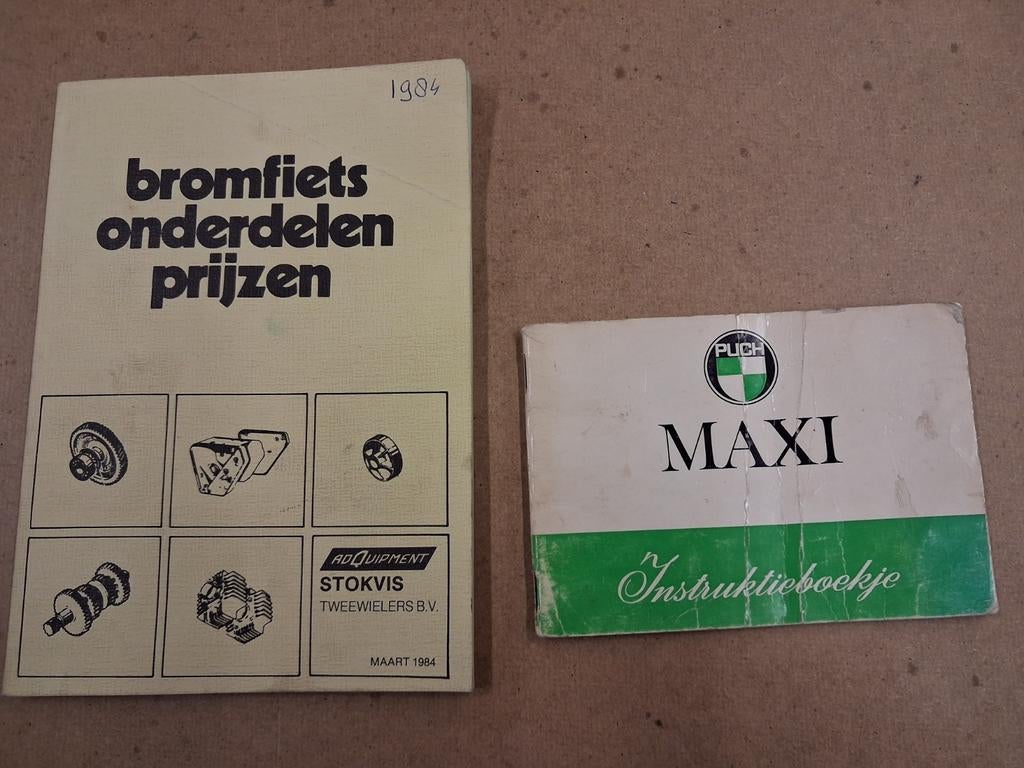 1984
bromfiets
onderdelen
prijzen
ADQUIPMENT
STOKVIS
TWEEWIELERS B.V.
MAART 1984
PUCH
MAXI
Instruktieboekje